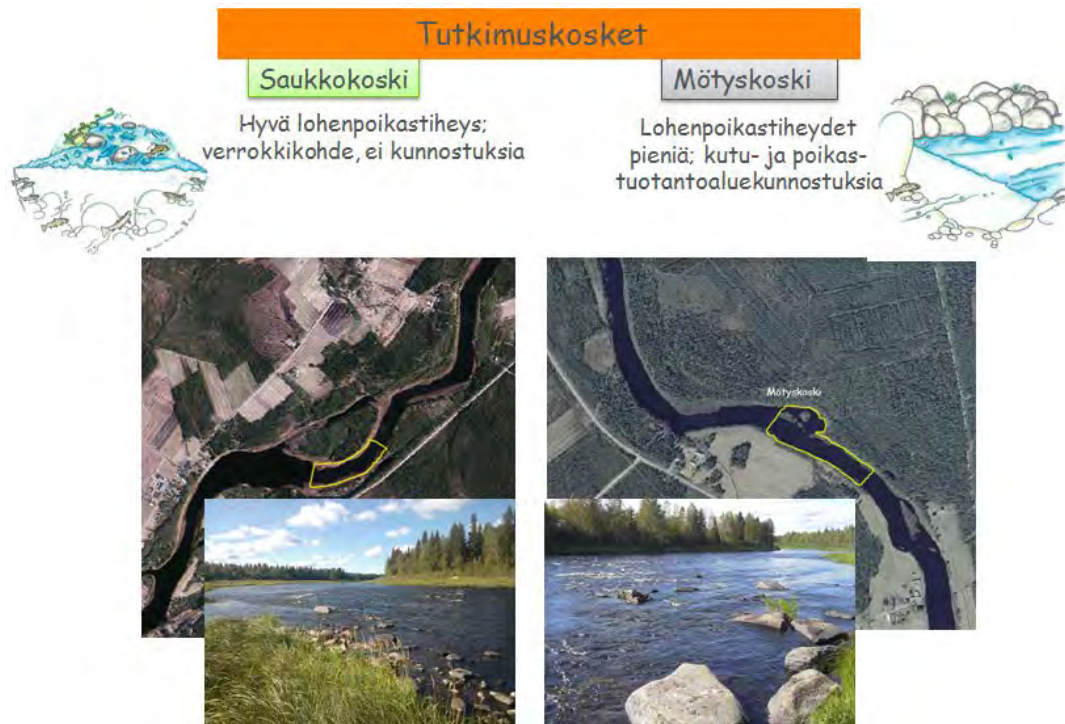 Tutkimuskosket
Saukkokoski
Hyvä lohenpoikastiheys;
verrokkikohde, ei kunnostuksia
Mötyskoski
Lohenpoikastiheydet
pieniä; kutu- ja poikas-
tuotantoaluekunnostuksia
Mötyskoski